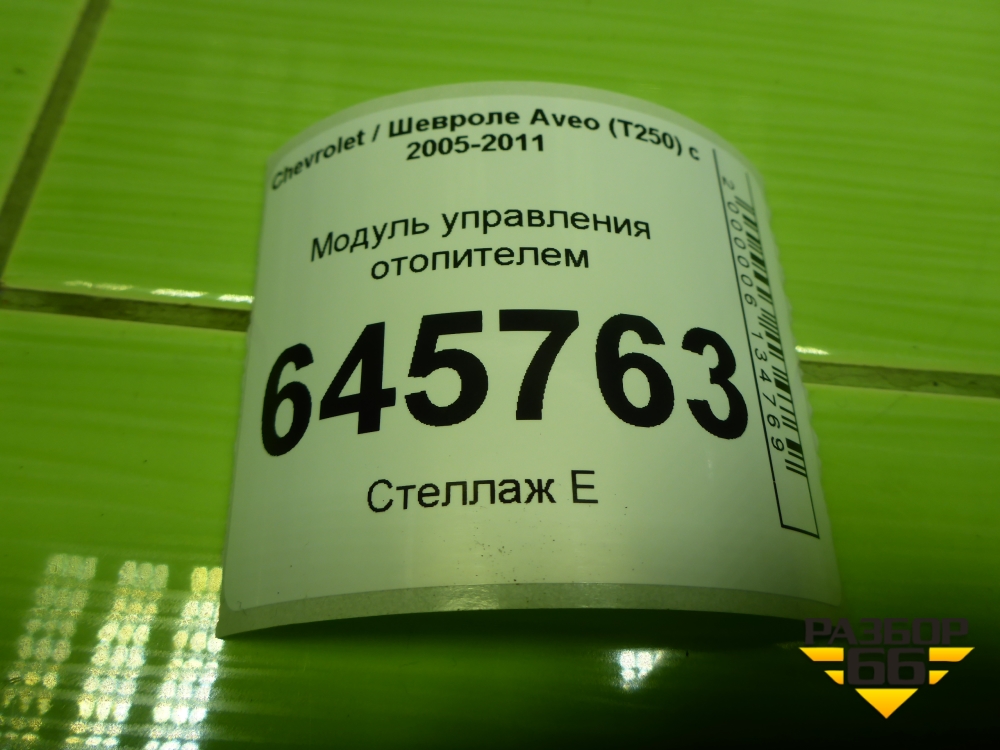 Chevrolet / Шевроле Aveo (T250) с
2005-2011
Модуль управления
отопителем
645763
Стеллаж Е
2000006134769
РАЗБОР
66